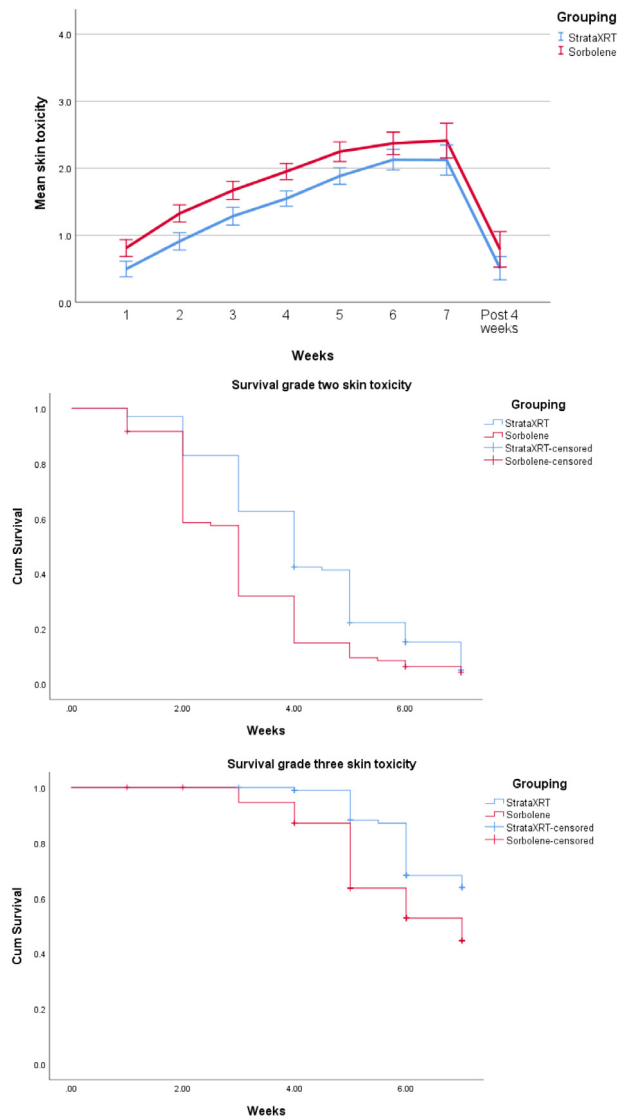 Grouping
StrataXRT
Sorbolene
Mean skin toxicity
4.0
3.0
2.0
1.0
0.0
1 2 3 4 5 6 7 Post 4
weeks
Weeks
Survival grade two skin toxicity
Grouping
StrataXRT
Sorbolene
StrataXRT-censored
Sorbolene-censored
Cum Survival
1.0
0.8
0.6
0.4
0.2
0.0
.00 2.00 4.00 6.00
Weeks
Survival grade three skin toxicity
Grouping
StrataXRT
Sorbolene
StrataXRT-censored
Sorbolene-censored
Cum Survival
1.0
0.8
0.6
0.4
0.2
0.0
.00 2.00 4.00 6.00
Weeks